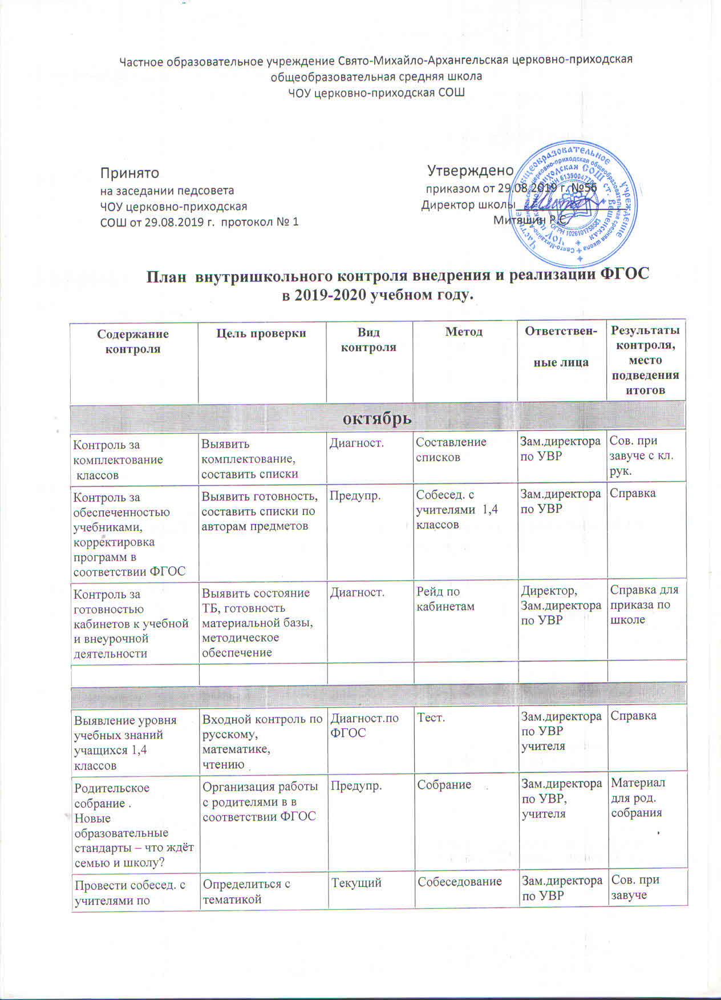 Частное образовательное учреждение Свято-Михайло-Архангельская церковно-приходская
общеобразовательная средняя школа
ЧОУ церковно-приходская СОШ
Принято
на заседании педсовета
ЧОУ церковно-приходская
СОШ от 29.08.2019 г. протокол № 1
Утверждено
приказом от 29.08.2019 г. №56
Директор школы
Митяшин Р.С.
План внутришкольного контроля внедрения и реализации ФГОС
в 2019-2020 учебном году.
Содержание
контроля
Цель проверки
Вид
контроля
Метод
Ответствен-
ные лица
Результаты
контроля,
место
подведения
итогов
октябрь
Контроль за
комплектование
классов
Выявить
комплектование,
составить списки
Диагност.
Составление
списков
Зам.директора
по УВР
Сов. при
завуче с кл.
рук.
Контроль за
обеспеченностью
учебниками,
корректировка
программ в
соответствии ФГОС
Выявить готовность,
составить списки по
авторам предметов
Предупр.
Собесед. с
учителями 1,4
классов
Зам.директора
по УВР
Справка
Контроль за
готовностью
кабинетов к учебной
и внеурочной
деятельности
Выявить состояние
ТБ, готовность
материальной базы,
методическое
обеспечение
Диагност.
Рейд по
кабинетам
Директор,
Зам.директора
по УВР
Справка для
приказа по
школе
Выявление уровня
учебных знаний
учащихся 1,4
классов
Входной контроль по
русскому,
математике,
чтению
Диагност.по
ФГОС
Тест.
Зам.директора
по УВР
учителя
Справка
Родительское
собрание .
Новые
образовательные
стандарты – что ждёт
семью и школу?
Организация работы
с родителями в в
соответствии ФГОС
Предупр.
Собрание
Зам.директора
по УВР,
учителя
Материал
для род.
собрания
Провести собесед. с
учителями по
Определиться с
тематикой
Текущий
Собеседование
Зам.директора
по УВР
Сов. при
завуче